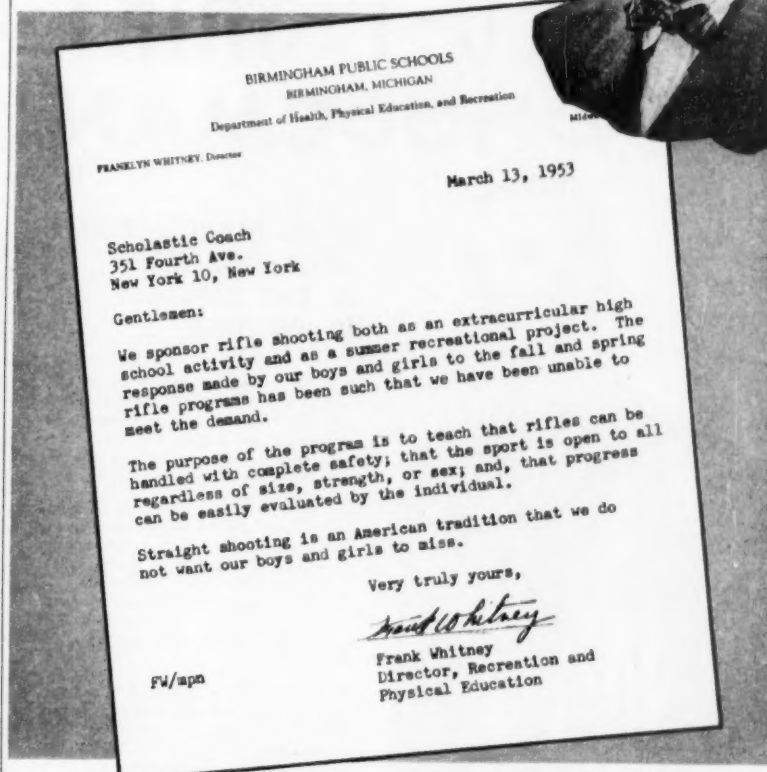 BIRMINGHAM PUBLIC SCHOOLS
BIRMINGHAM, MICHIGAN
Department of Health, Physical Education, and Recreation
FRANKLYN WHITNEY, Director
March 13, 1953
Scholastic Coach
351 Fourth Ave.
New York 10, New York
Gentlemen:
We sponsor rifle shooting both as an extracurricular high
school activity and as a summer recreational project. The
response made by our boys and girls to the fall and spring
rifle programs has been such that we have been unable to
meet the demand.
The purpose of the program is to teach that rifles can be
handled with complete safety; that the sport is open to all
regardless of size, strength, or sex; and, that progress
can be easily evaluated by the individual.
Straight shooting is an American tradition that we do
not want our boys and girls to miss.
Very truly yours,
Frank Whitney
Frank Whitney
Director, Recreation and
Physical Education
FW/mpn